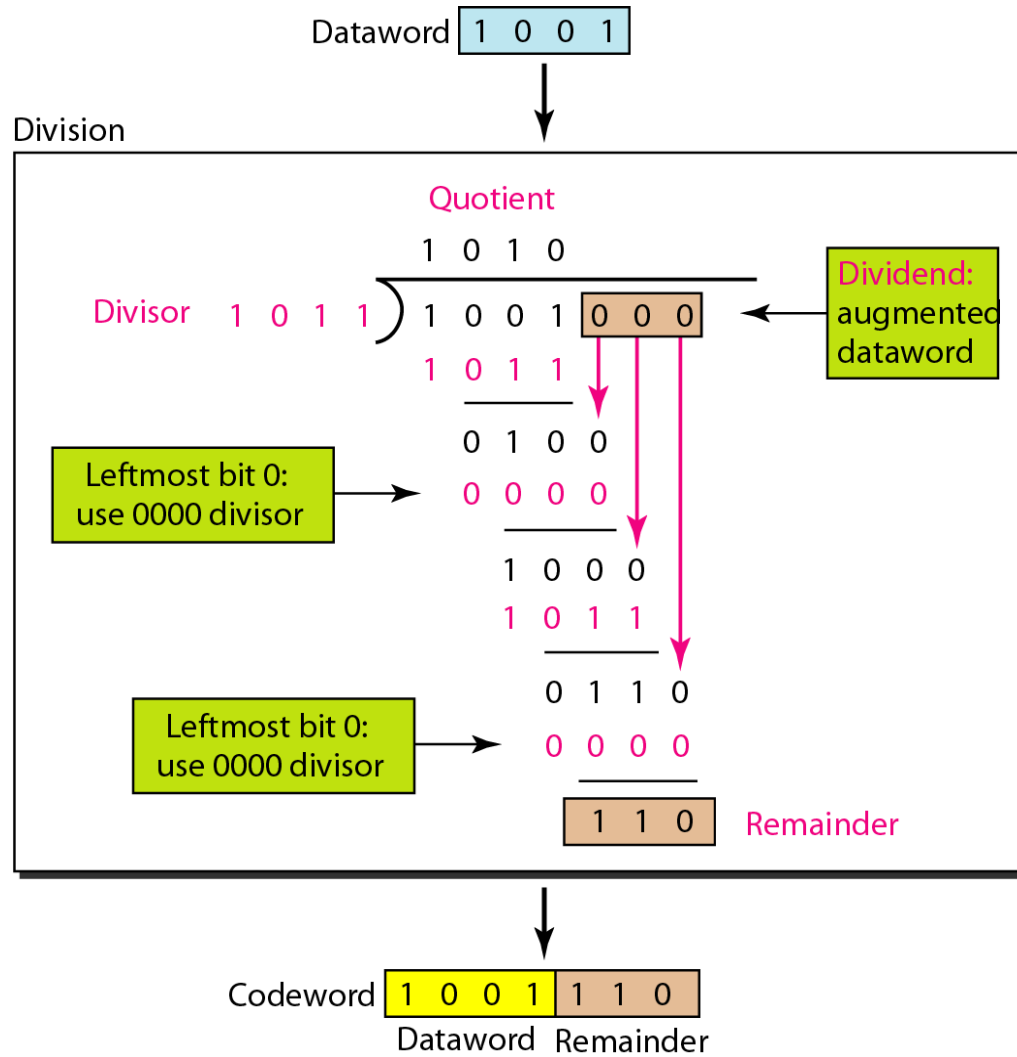 Dataword 1 0 0 1
Division
Quotient
1 0 1 0
Divisor 1 0 1 1 1 0 0 1 0 0 0
Dividend:
augmented
dataword
1 0 1 1
0 1 0 0
Leftmost bit 0:
use 0000 divisor
0 0 0 0
1 0 0 0
1 0 1 1
0 1 1 0
Leftmost bit 0:
use 0000 divisor
0 0 0 0
1 1 0 Remainder
Codeword 1 0 0 1 1 1 0
Dataword Remainder